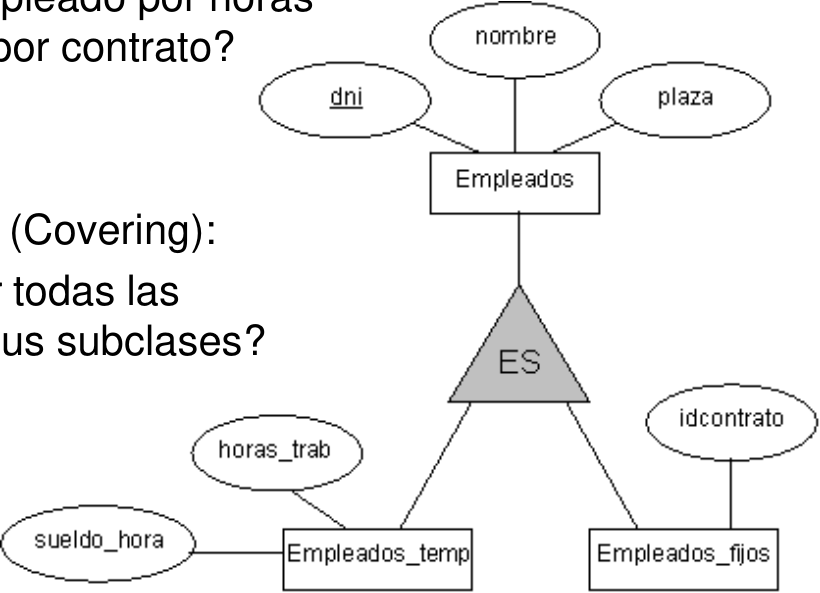 pleado por horas
por contrato?
(Covering):
todas las
us subclases?
nombre
dni
plaza
Empleados
ES
idcontrato
horas_trab
sueldo_hora
Empleados_temp
Empleados_fijos